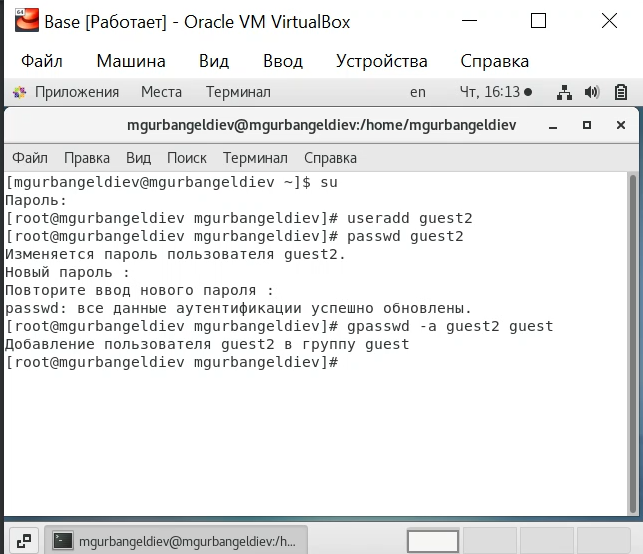 64
Base [Работает] - Oracle VM VirtualBox
Файл Машина Вид Ввод Устройства Справка
Приложения Места Терминал en Чт, 16:13
mgurbangeldiev@mgurbangeldiev:/home/mgurbangeldiev
Файл Правка Вид Поиск Терминал Справка
[mgurbangeldiev@mgurbangeldiev ~]$ su
Пароль:
[root@mgurbangeldiev mgurbangeldiev]# useradd guest2
[root@mgurbangeldiev mgurbangeldiev]# passwd guest2
Изменяется пароль пользователя guest2.
Новый пароль :
Повторите ввод нового пароля :
passwd: все данные аутентификации успешно обновлены.
[root@mgurbangeldiev mgurbangeldiev]# gpasswd -a guest2 guest
Добавление пользователя guest2 в группу guest
[root@mgurbangeldiev mgurbangeldiev]#
mgurbangeldiev@mgurbangeldiev:/h...